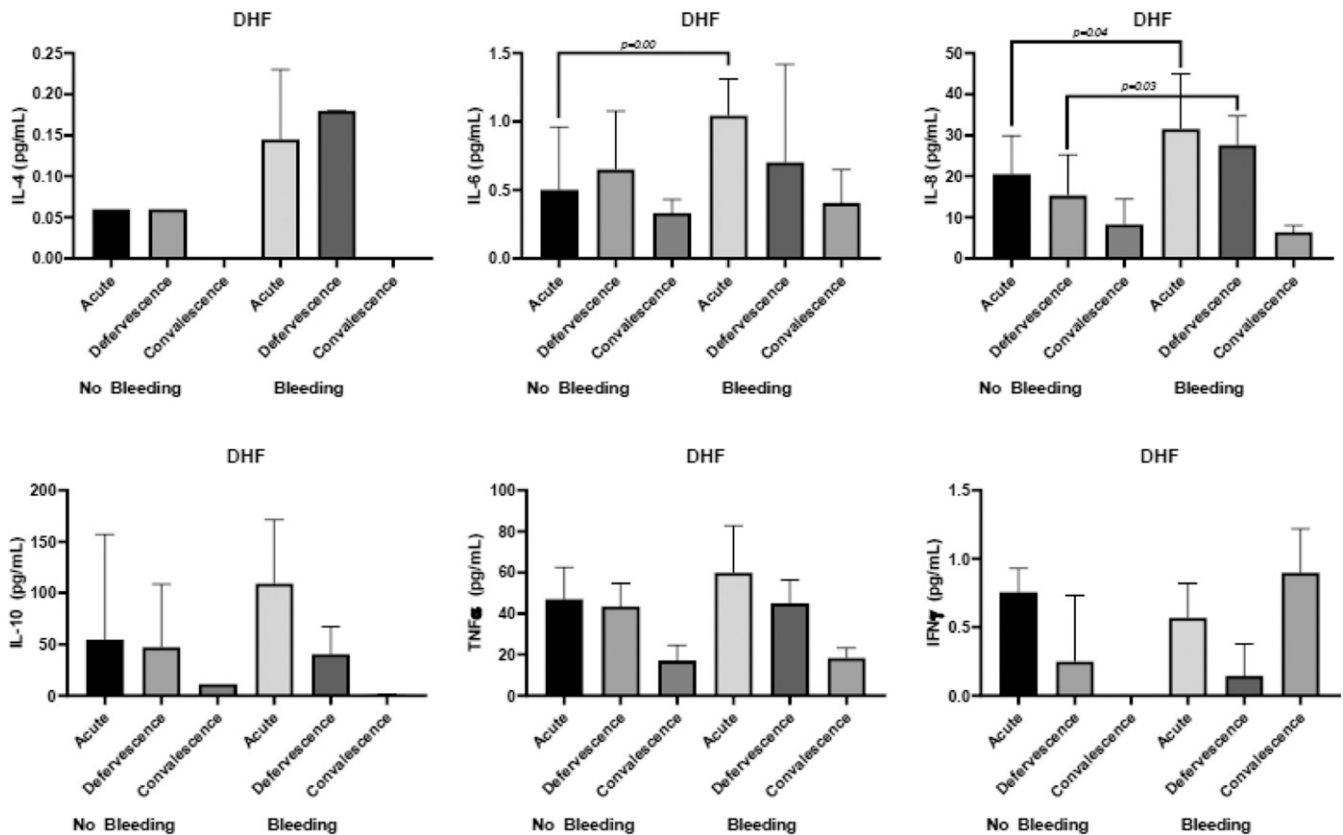 DHF
IL-4 (pg/mL)
0.25
0.20
0.15
0.10
0.05
0.00
Acute
Defervescence
Convalescence
Acute
Defervescence
Convalescence
No Bleeding
Bleeding
DHF
IL-6 (pg/mL)
1.5
1.0
0.5
0.0
p=0.00
Acute
Defervescence
Convalescence
Acute
Defervescence
Convalescence
No Bleeding
Bleeding
DHF
IL-8 (pg/mL)
50
40
30
20
10
0
p=0.04
p=0.03
Acute
Defervescence
Convalescence
Acute
Defervescence
Convalescence
No Bleeding
Bleeding
DHF
IL-10 (pg/mL)
200
150
100
50
0
Acute
Defervescence
Convalescence
Acute
Defervescence
Convalescence
No Bleeding
Bleeding
DHF
TNFα (pg/mL)
100
80
60
40
20
0
Acute
Defervescence
Convalescence
Acute
Defervescence
Convalescence
No Bleeding
Bleeding
DHF
IFNγ (pg/mL)
1.5
1.0
0.5
0.0
Acute
Defervescence
Convalescence
Acute
Defervescence
Convalescence
No Bleeding
Bleeding